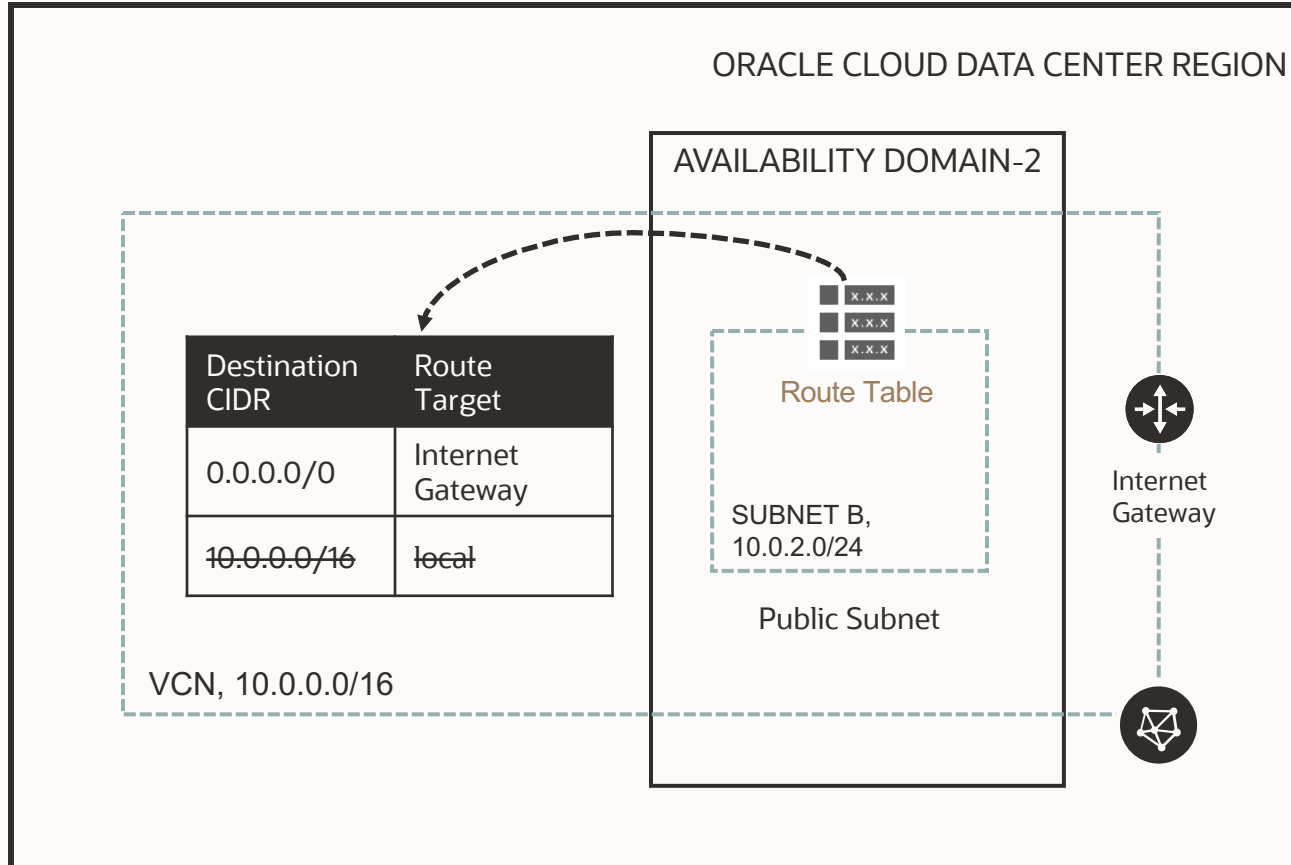 ORACLE CLOUD DATA CENTER REGION
AVAILABILITY DOMAIN-2
x.x.x
x.x.x
x.x.x
Route Table
Destination
CIDR
Route
Target
0.0.0.0/0
Internet
Gateway
10.0.0.0/16
local
SUBNET B,
10.0.2.0/24
Public Subnet
Internet
Gateway
VCN, 10.0.0.0/16